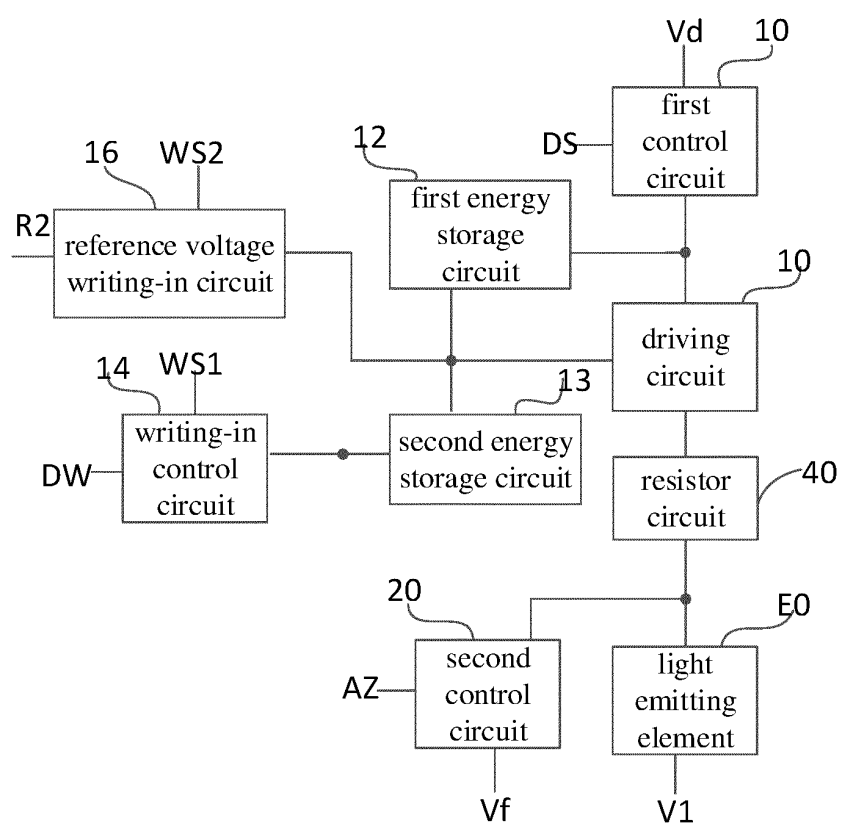 Vd
10
first
control
circuit
DS
12
16
WS2
first energy
storage
circuit
R2
reference voltage
writing-in circuit
10
driving
circuit
14
WS1
13
writing-in
control
circuit
DW
second energy
storage circuit
resistor
circuit
40
20
E0
second
control
circuit
AZ
light
emitting
element
Vf
V1